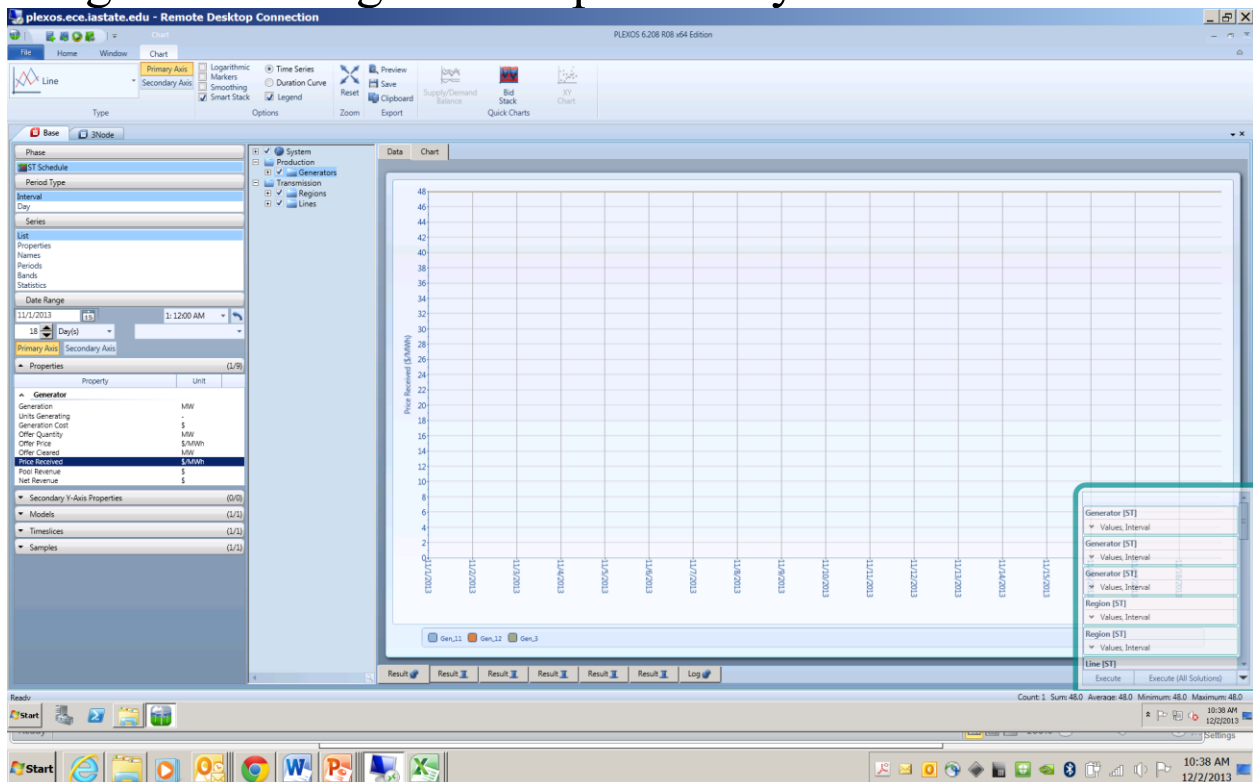 plexos.ece.iastate.edu - Remote Desktop Connection
Chart
PLEXOS 6.208 R08 x64 Edition
File Home Window Chart
Line
Primary Axis
Secondary Axis
Logarithmic
Markers
Smoothing
Smart Stack
Time Series
Duration Curve
Legend
Reset
Preview
Save
Clipboard
Supply/Demand Balance
Bid Stack
XY Chart
Type Options Zoom Export Quick Charts
Base 3Node
Phase
ST Schedule
Period Type
Interval
Day
Series
List
Properties
Names
Periods
Bands
Statistics
Date Range
11/1/2013 15 1: 12:00 AM
18 Day(s)
Primary Axis Secondary Axis
Properties (1/9)
Property Unit
Generator
Generation MW
Units Generating -
Generation Cost $
Offer Quantity MW
Offer Price $/MWh
Offer Cleared MW
Price Received $/MWh
Pool Revenue $
Net Revenue $
Secondary Y-Axis Properties (0/0)
Models (1/1)
Timeslices (1/1)
Samples (1/1)
System
Production
Generators
Transmission
Regions
Lines
Data Chart
Price Received ($/MWh)
48
46
44
42
40
38
36
34
32
30
28
26
24
22
20
18
16
14
12
10
8
6
4
2
0
11/1/2013
11/2/2013
11/3/2013
11/4/2013
11/5/2013
11/6/2013
11/7/2013
11/8/2013
11/9/2013
11/10/2013
11/11/2013
11/12/2013
11/13/2013
11/14/2013
11/15/2013
11/18/2013
Gen_11 Gen_12 Gen_3
Generator [ST]
Values, Interval
Generator [ST]
Values, Interval
Generator [ST]
Values, Interval
Region [ST]
Values, Interval
Region [ST]
Values, Interval
Line [ST]
Execute Execute (All Solutions)
Result Result Result Result Result Result Log
Ready
Count: 1 Sum: 48.0 Average: 48.0 Minimum: 48.0 Maximum: 48.0
Start
10:38 AM
12/2/2013
Settings
Start
10:38 AM
12/2/2013